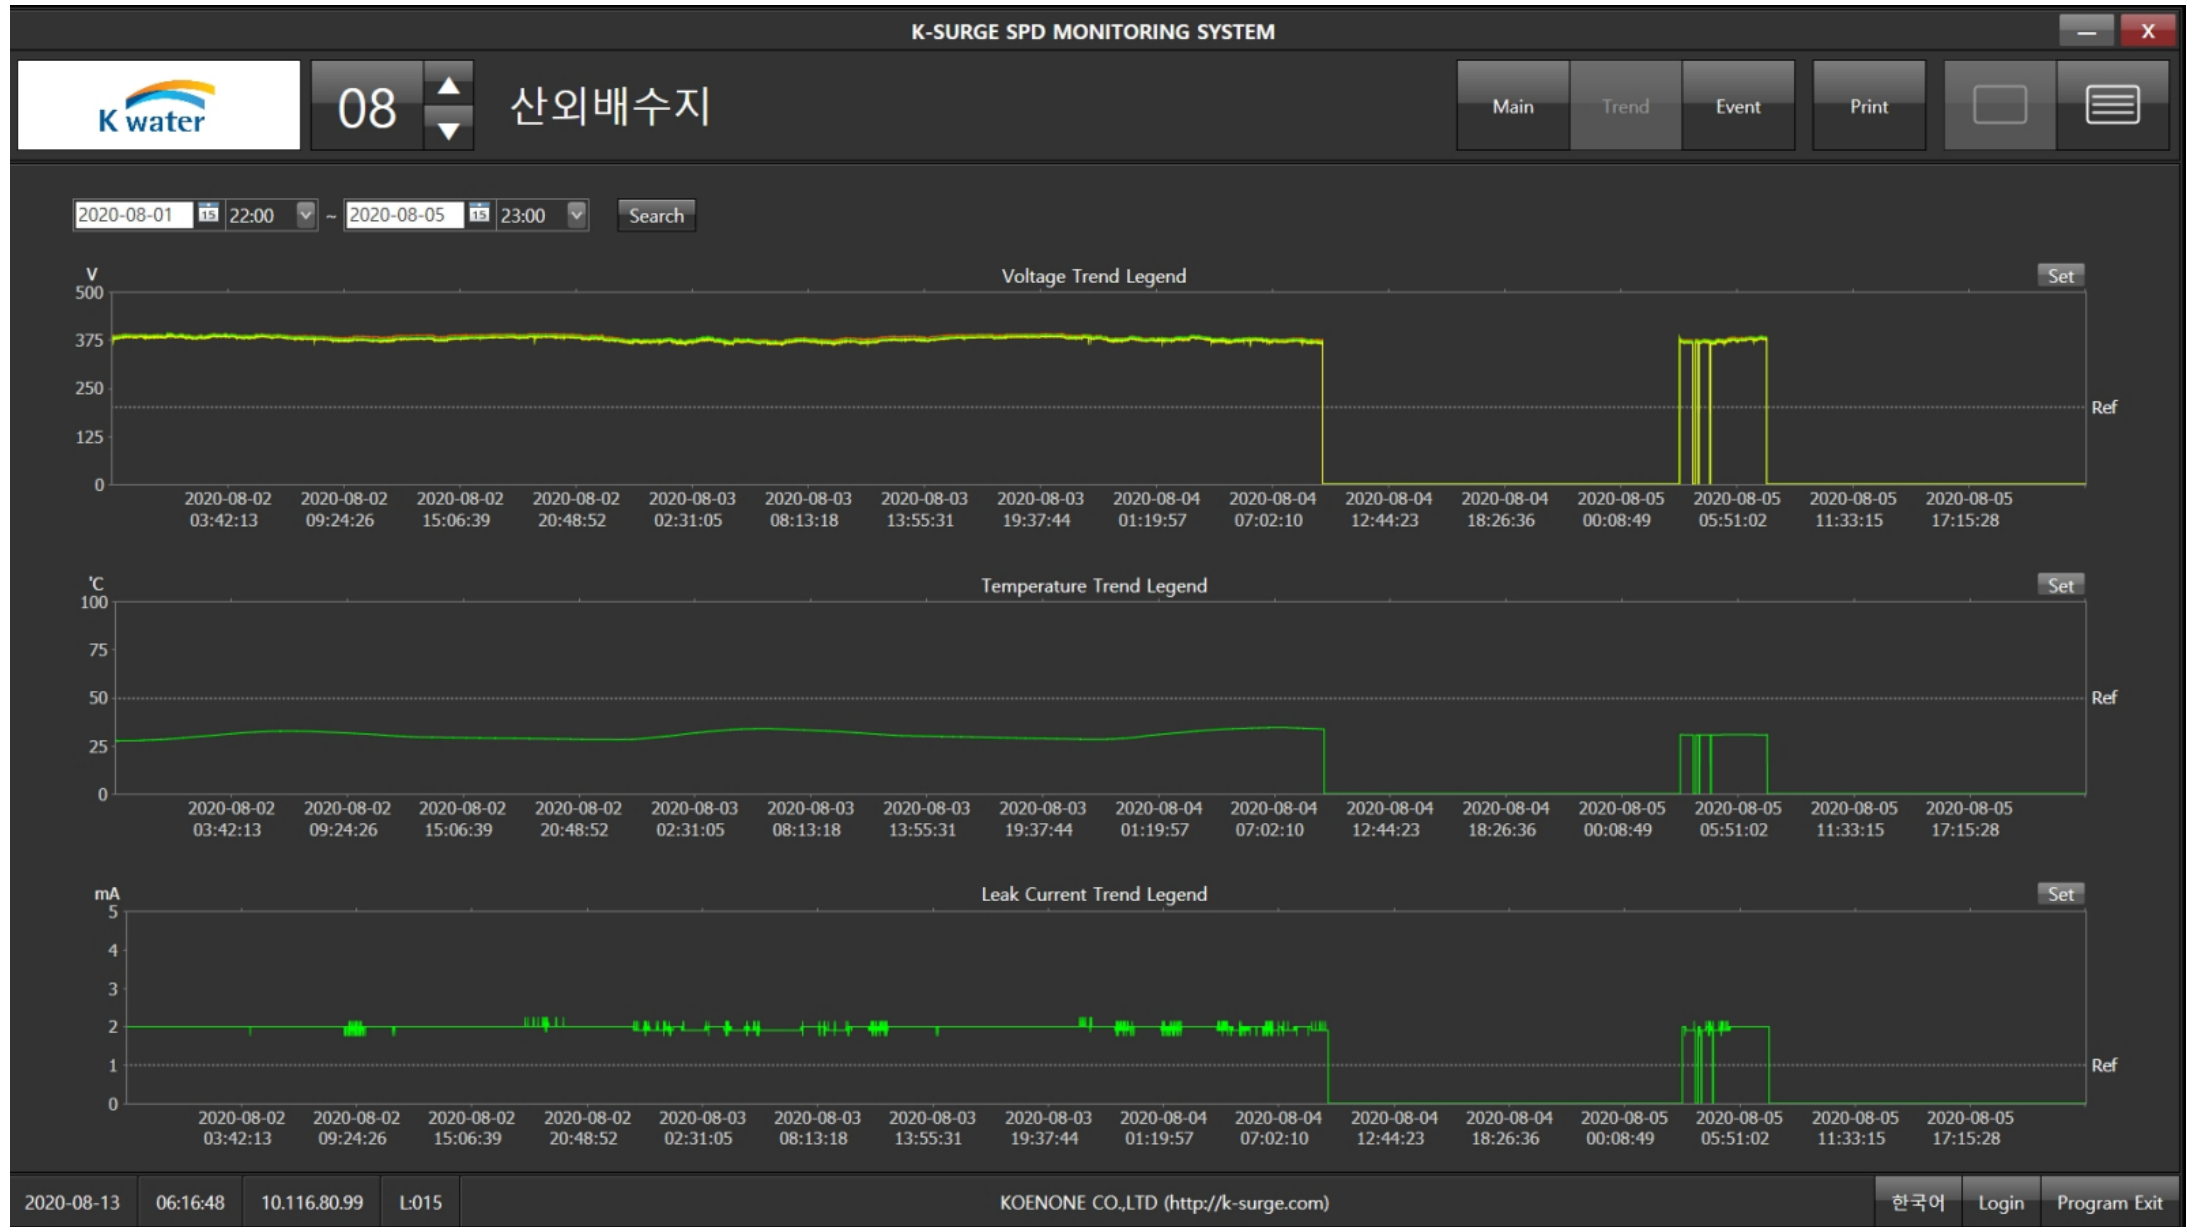 K-SURGE SPD MONITORING SYSTEM
— X
K water
08
산외배수지
Main Trend Event Print
2020-08-01 15 22:00 ~ 2020-08-05 15 23:00 Search
V Voltage Trend Legend Set
500
375
250
Ref
125
0
2020-08-02 2020-08-02 2020-08-02 2020-08-02 2020-08-03 2020-08-03 2020-08-03 2020-08-03 2020-08-04 2020-08-04 2020-08-04 2020-08-04 2020-08-05 2020-08-05 2020-08-05 2020-08-05
03:42:13 09:24:26 15:06:39 20:48:52 02:31:05 08:13:18 13:55:31 19:37:44 01:19:57 07:02:10 12:44:23 18:26:36 00:08:49 05:51:02 11:33:15 17:15:28
'C Temperature Trend Legend Set
100
75
50 Ref
25
0
2020-08-02 2020-08-02 2020-08-02 2020-08-02 2020-08-03 2020-08-03 2020-08-03 2020-08-03 2020-08-04 2020-08-04 2020-08-04 2020-08-04 2020-08-05 2020-08-05 2020-08-05 2020-08-05
03:42:13 09:24:26 15:06:39 20:48:52 02:31:05 08:13:18 13:55:31 19:37:44 01:19:57 07:02:10 12:44:23 18:26:36 00:08:49 05:51:02 11:33:15 17:15:28
mA Leak Current Trend Legend Set
5
4
3
2
1 Ref
0
2020-08-02 2020-08-02 2020-08-02 2020-08-02 2020-08-03 2020-08-03 2020-08-03 2020-08-03 2020-08-04 2020-08-04 2020-08-04 2020-08-04 2020-08-05 2020-08-05 2020-08-05 2020-08-05
03:42:13 09:24:26 15:06:39 20:48:52 02:31:05 08:13:18 13:55:31 19:37:44 01:19:57 07:02:10 12:44:23 18:26:36 00:08:49 05:51:02 11:33:15 17:15:28
2020-08-13 06:16:48 10.116.80.99 L:015 KOENONE CO.,LTD (http://k-surge.com) 한국어 Login Program Exit